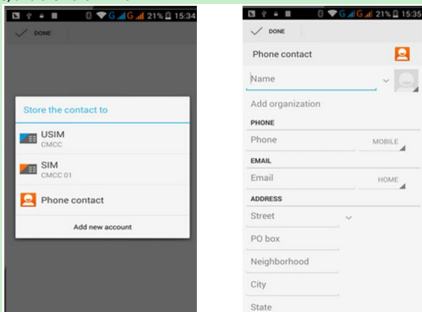 21% 15:34
DONE
Store the contact to
USIM
CMCC
SIM
CMCC 01
Phone contact
Add new account
21% 15:35
DONE
Phone contact
Name
Add organization
PHONE
Phone MOBILE
EMAIL
Email HOME
ADDRESS
Street
PO box
Neighborhood
City
State